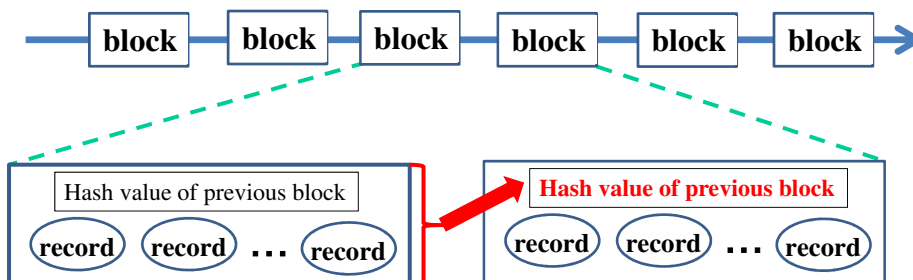 block block block block block block
Hash value of previous block
record record ... record
Hash value of previous block
record record ... record